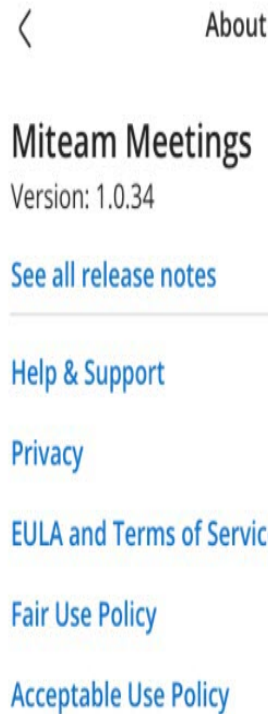 About
Miteam Meetings
Version: 1.0.34
See all release notes
Help & Support
Privacy
EULA and Terms of Servic
Fair Use Policy
Acceptable Use Policy